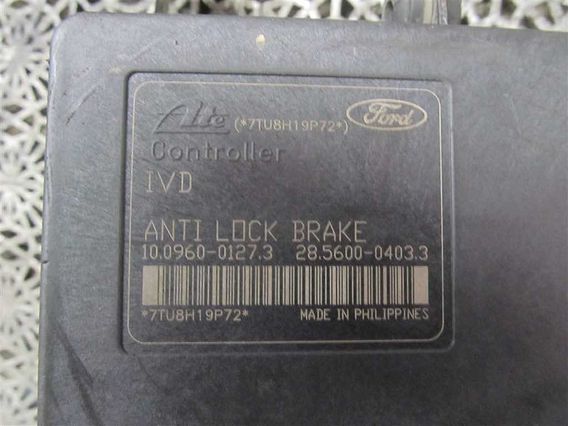 Ate (*7TU8H19P72*) Ford
Controller
IVD
ANTI LOCK BRAKE
10.0960-0127.3 28.5600-0403.3
*7TU8H19P72* MADE IN PHILIPPINES